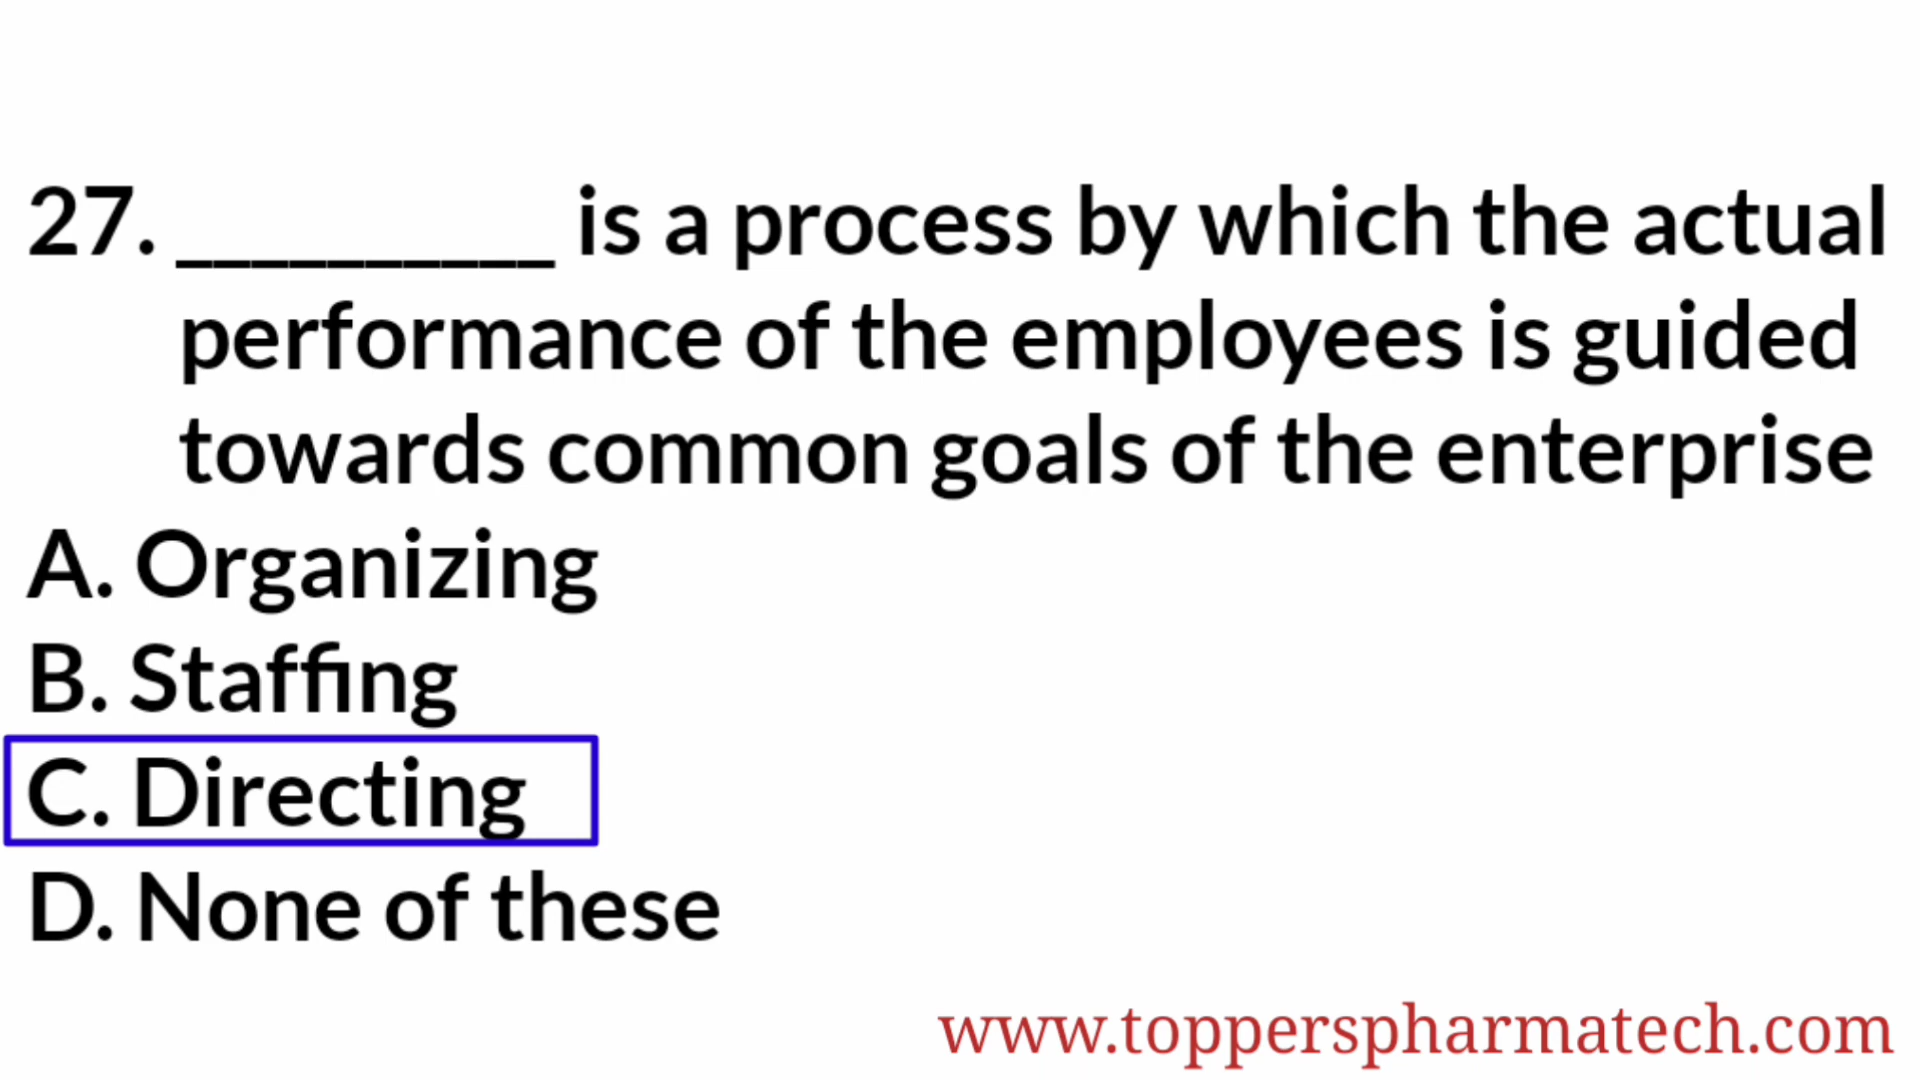 27. __________ is a process by which the actual
performance of the employees is guided
towards common goals of the enterprise
A. Organizing
B. Staffing
C. Directing
D. None of these
www.topperspharmatech.com